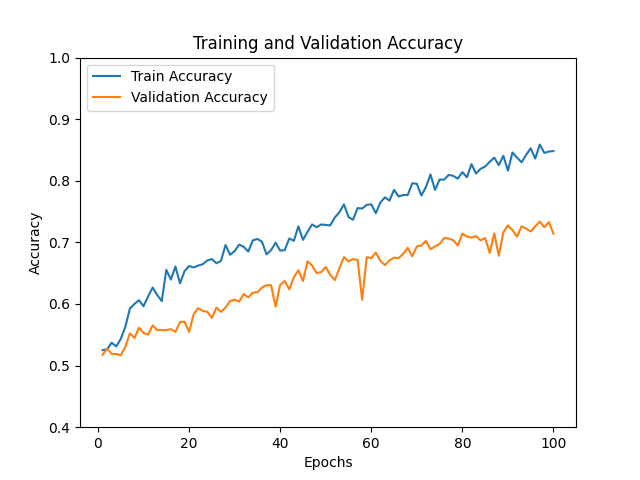 Training and Validation Accuracy
Train Accuracy
Validation Accuracy
1.0
0.9
0.8
0.7
0.6
0.5
0.4
Accuracy
0 20 40 60 80 100
Epochs